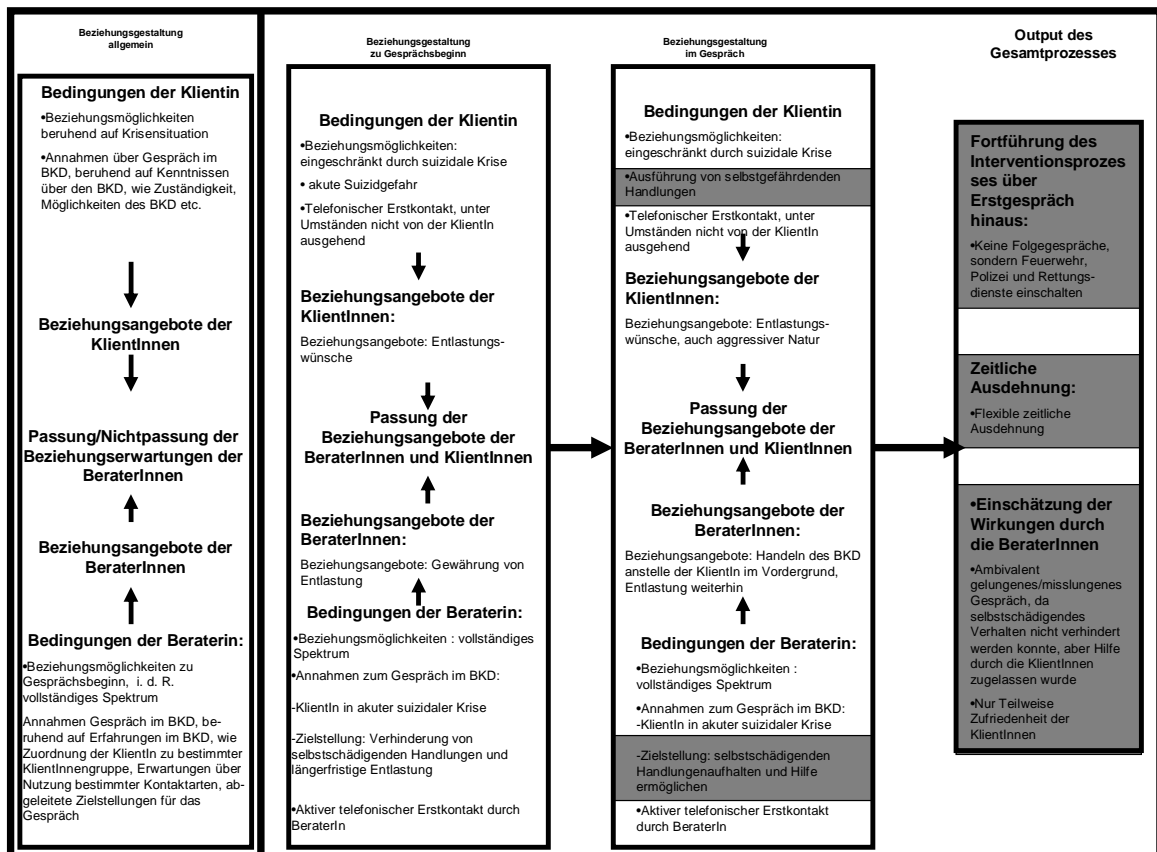 Beziehungsgestaltung
allgemein
Bedingungen der Klientin
•Beziehungsmöglichkeiten
beruhend auf Krisensituation
•Annahmen über Gespräch im
BKD, beruhend auf Kenntnissen
über den BKD, wie Zuständigkeit,
Möglichkeiten des BKD etc.
Beziehungsangebote der
KlientInnen
Passung/Nichtpassung der
Beziehungserwartungen der
BeraterInnen
Beziehungsangebote der
BeraterInnen
Bedingungen der Beraterin:
•Beziehungsmöglichkeiten zu
Gesprächsbeginn, i. d. R.
vollständiges Spektrum
Annahmen Gespräch im BKD, be-
ruhend auf Erfahrungen im BKD, wie
Zuordnung der KlientIn zu bestimmter
KlientInnengruppe, Erwartungen über
Nutzung bestimmter Kontaktarten, ab-
geleitete Zielstellungen für das
Gespräch
Beziehungsgestaltung
zu Gesprächsbeginn
Bedingungen der Klientin
•Beziehungsmöglichkeiten:
eingeschränkt durch suizidale Krise
• akute Suizidgefahr
•Telefonischer Erstkontakt, unter
Umständen nicht von der KlientIn
ausgehend
Beziehungsangebote der
KlientInnen:
Beziehungsangebote: Entlastungs-
wünsche
Passung der
Beziehungsangebote der
BeraterInnen und KlientInnen
Beziehungsangebote der
BeraterInnen:
Beziehungsangebote: Gewährung von
Entlastung
Bedingungen der Beraterin:
•Beziehungsmöglichkeiten : vollständiges
Spektrum
•Annahmen zum Gespräch im BKD:
-KlientIn in akuter suizidaler Krise
-Zielstellung: Verhinderung von
selbstschädigenden Handlungen und
längerfristige Entlastung
•Aktiver telefonischer Erstkontakt durch
BeraterIn
Beziehungsgestaltung
im Gespräch
Bedingungen der Klientin
•Beziehungsmöglichkeiten:
eingeschränkt durch suizidale Krise
•Ausführung von selbstgefährdenden
Handlungen
•Telefonischer Erstkontakt, unter
Umständen nicht von der KlientIn
ausgehend
Beziehungsangebote der
KlientInnen:
Beziehungsangebote: Entlastungs-
wünsche, auch aggressiver Natur
Passung der
Beziehungsangebote der
BeraterInnen und KlientInnen
Beziehungsangebote der
BeraterInnen:
Beziehungsangebote: Handeln des BKD
anstelle der KlientIn im Vordergrund,
Entlastung weiterhin
Bedingungen der Beraterin:
•Beziehungsmöglichkeiten :
vollständiges Spektrum
•Annahmen zum Gespräch im BKD:
-KlientIn in akuter suizidaler Krise
-Zielstellung: selbstschädigenden
Handlungenaufhalten und Hilfe
ermöglichen
•Aktiver telefonischer Erstkontakt
durch BeraterIn
Output des
Gesamtprozesses
Fortführung des
Interventionsprozes
ses über
Erstgespräch
hinaus:
•Keine Folgegespräche,
sondern Feuerwehr,
Polizei und Rettungs-
dienste einschalten
Zeitliche
Ausdehnung:
•Flexible zeitliche
Ausdehnung
•Einschätzung der
Wirkungen durch
die BeraterInnen
•Ambivalent
gelungenes/misslungenes
Gespräch, da
selbstschädigendes
Verhalten nicht verhindert
werden konnte, aber Hilfe
durch die KlientInnen
zugelassen wurde
•Nur Teilweise
Zufriedenheit der
KlientInnen